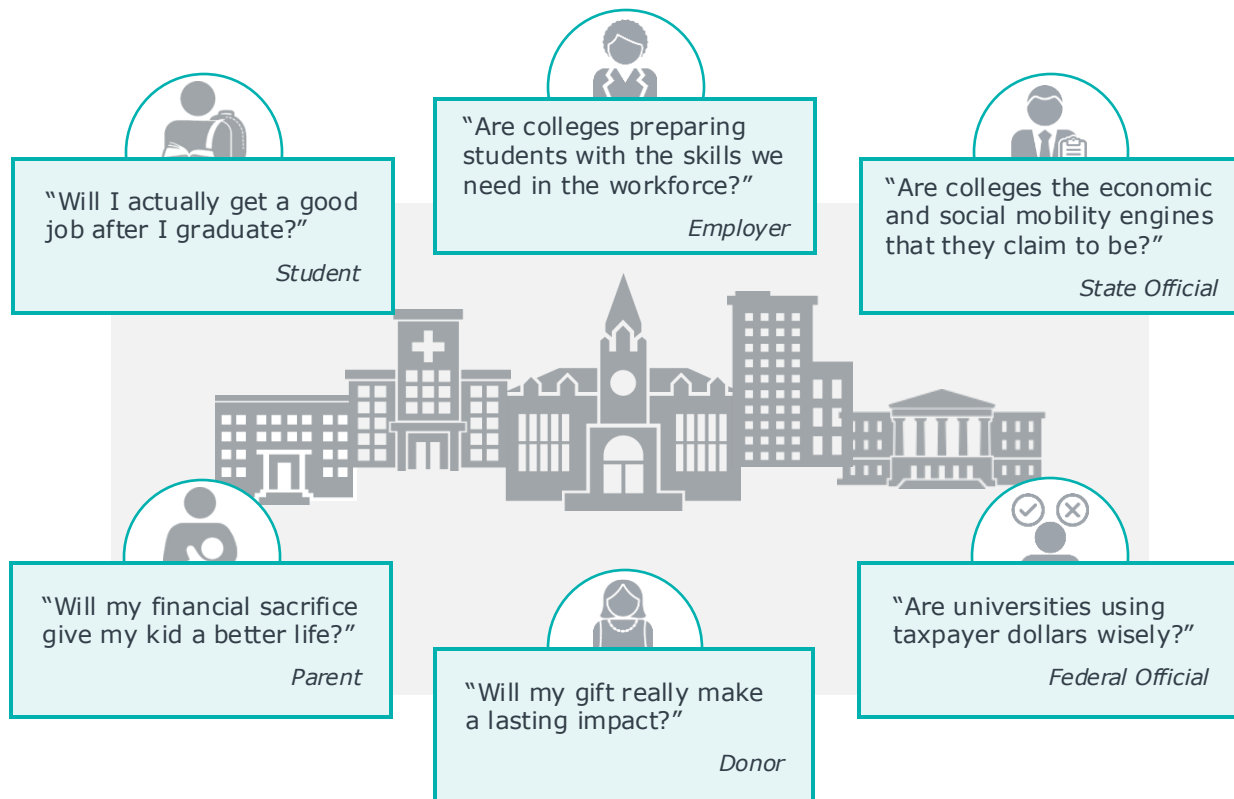 “Will I actually get a good
job after I graduate?”
Student
“Are colleges preparing
students with the skills we
need in the workforce?”
Employer
“Are colleges the economic
and social mobility engines
that they claim to be?”
State Official
“Will my financial sacrifice
give my kid a better life?”
Parent
“Will my gift really make
a lasting impact?”
Donor
“Are universities using
taxpayer dollars wisely?”
Federal Official